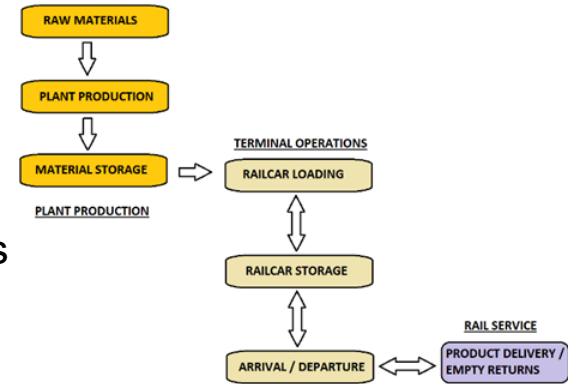 RAW MATERIALS
PLANT PRODUCTION
MATERIAL STORAGE
PLANT PRODUCTION
TERMINAL OPERATIONS
RAILCAR LOADING
RAILCAR STORAGE
ARRIVAL / DEPARTURE
RAIL SERVICE
PRODUCT DELIVERY /
EMPTY RETURNS
s